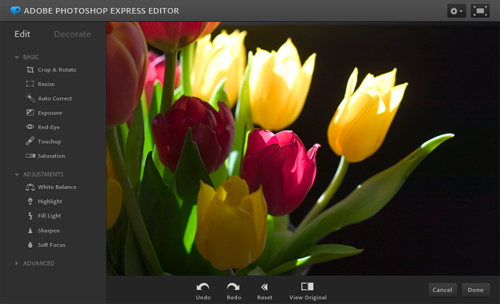 ADOBE PHOTOSHOP EXPRESS EDITOR
Edit Decorate
BASIC
Crop & Rotate
Resize
Auto Correct
Exposure
Red-Eye
Touchup
Saturation
ADJUSTMENTS
White Balance
Highlight
Fill Light
Sharpen
Soft Focus
ADVANCED
Undo Redo Reset View Original
Cancel Done